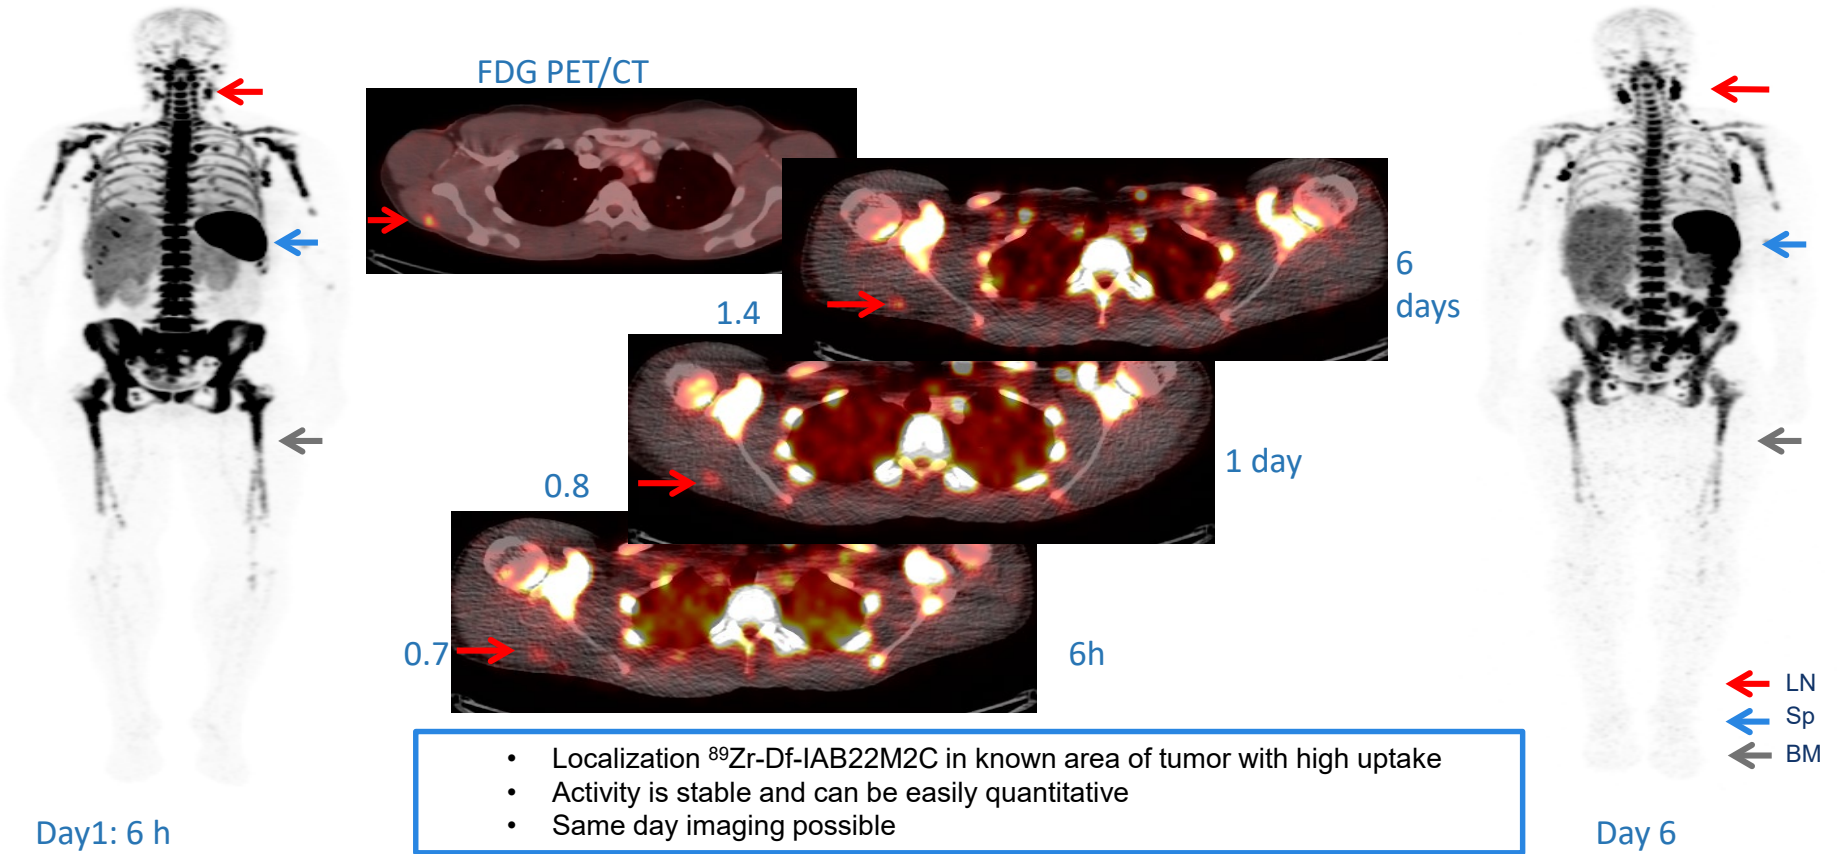 FDG PET/CT
6
days
1.4
1 day
0.8
0.7
6h
LN
Sp
BM
• Localization ⁸⁹Zr-Df-IAB22M2C in known area of tumor with high uptake
• Activity is stable and can be easily quantitative
• Same day imaging possible
Day1: 6 h
Day 6